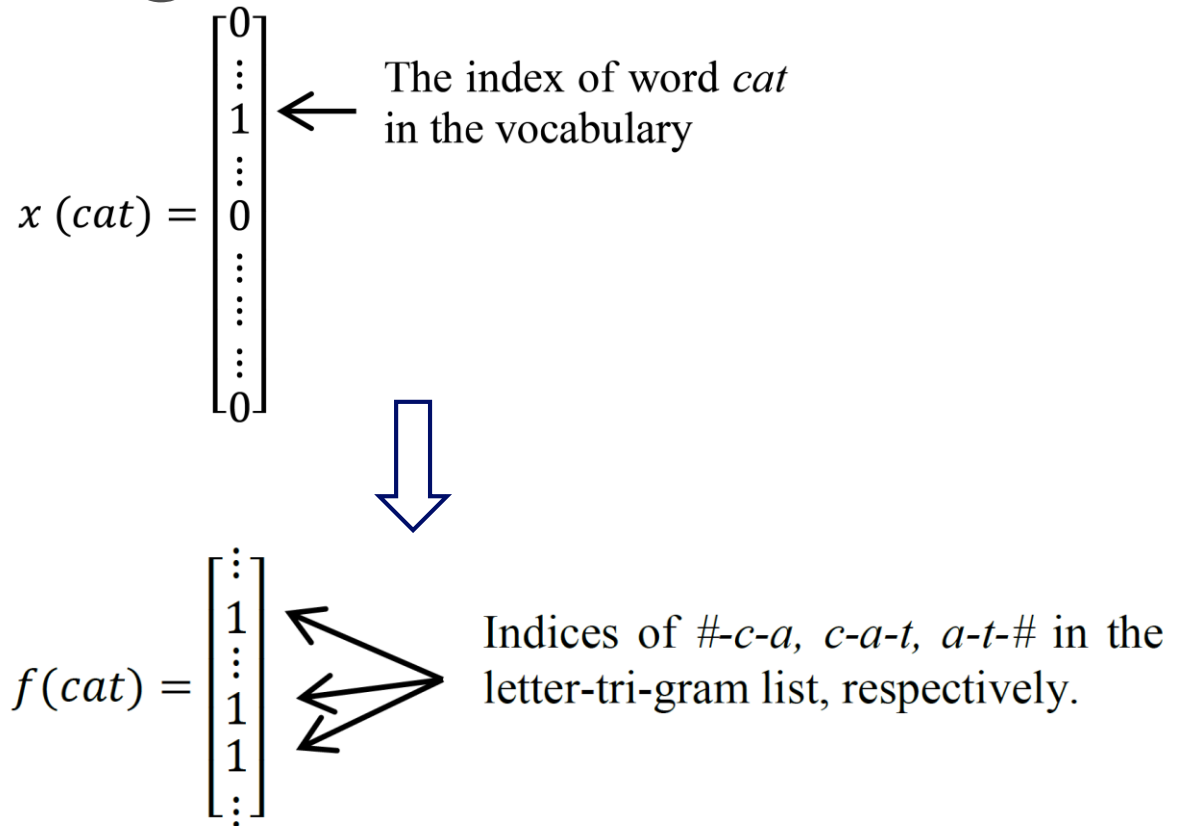 0
⋮
1
The index of word cat
in the vocabulary
⋮
x (cat) = 0
⋮
⋮
⋮
0
⋮
1
⋮
f(cat) =
1
1
⋮
Indices of #-c-a, c-a-t, a-t-# in the
letter-tri-gram list, respectively.